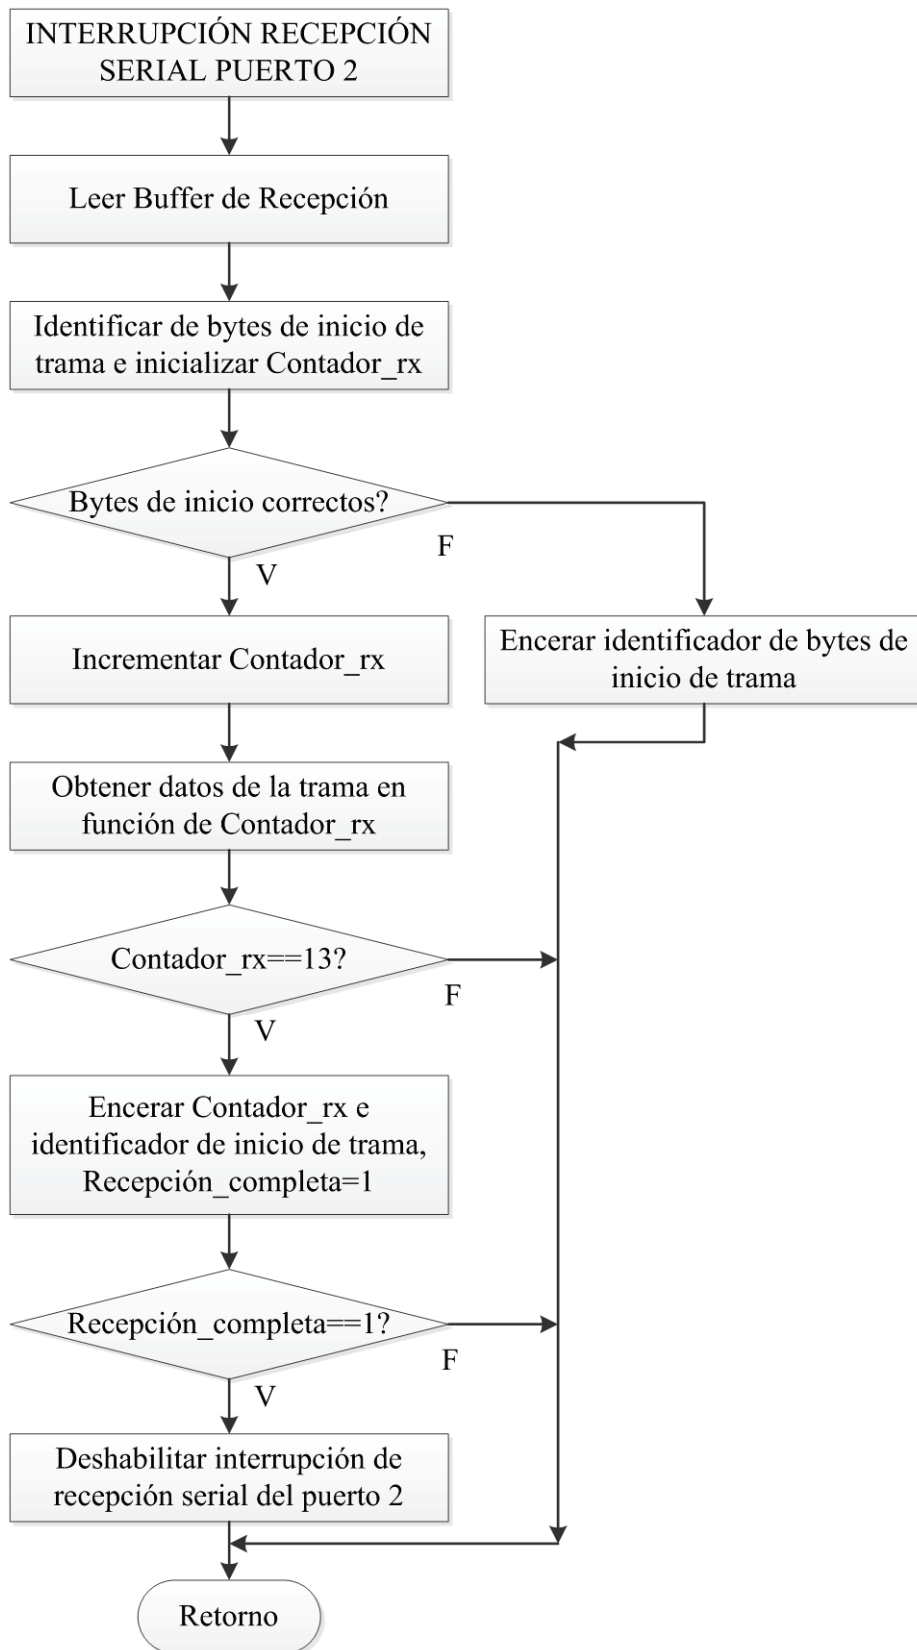 INTERRUPCIÓN RECEPCIÓN
SERIAL PUERTO 2
Leer Buffer de Recepción
Identificar de bytes de inicio de
trama e inicializar Contador_rx
Bytes de inicio correctos?
F
V
Incrementar Contador_rx
Encerar identificador de bytes de
inicio de trama
Obtener datos de la trama en
función de Contador_rx
Contador_rx==13?
F
V
Encerar Contador_rx e
identificador de inicio de trama,
Recepción_completa=1
Recepción_completa==1?
F
V
Deshabilitar interrupción de
recepción serial del puerto 2
Retorno